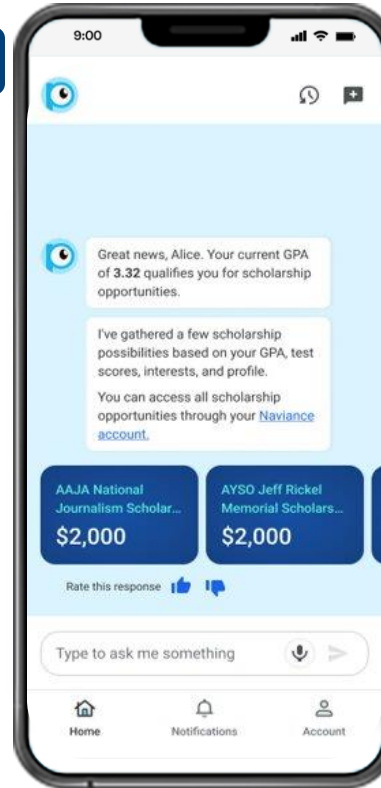 9:00
Great news, Alice. Your current GPA
of 3.32 qualifies you for scholarship
opportunities.
I've gathered a few scholarship
possibilities based on your GPA, test
scores, interests, and profile.
You can access all scholarship
opportunities through your Naviance
account.
AAJA National
Journalism Scholar...
$2,000
AYSO Jeff Rickel
Memorial Scholars...
$2,000
Rate this response
Type to ask me something
Home
Notifications
Account